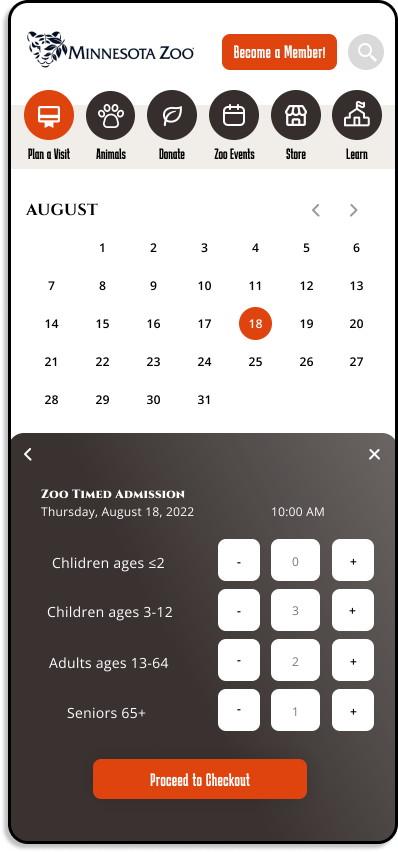 Minnesota Zoo
Become a Member!
Plan a Visit Animals Donate Zoo Events Store Learn
August
1 2 3 4 5 6
7 8 9 10 11 12 13
14 15 16 17 18 19 20
21 22 23 24 25 26 27
28 29 30 31
Zoo Timed Admission
Thursday, August 18, 2022 10:00 AM
Chlidren ages ≤2 - 0 +
Children ages 3-12 - 3 +
Adults ages 13-64 - 2 +
Seniors 65+ - 1 +
Proceed to Checkout